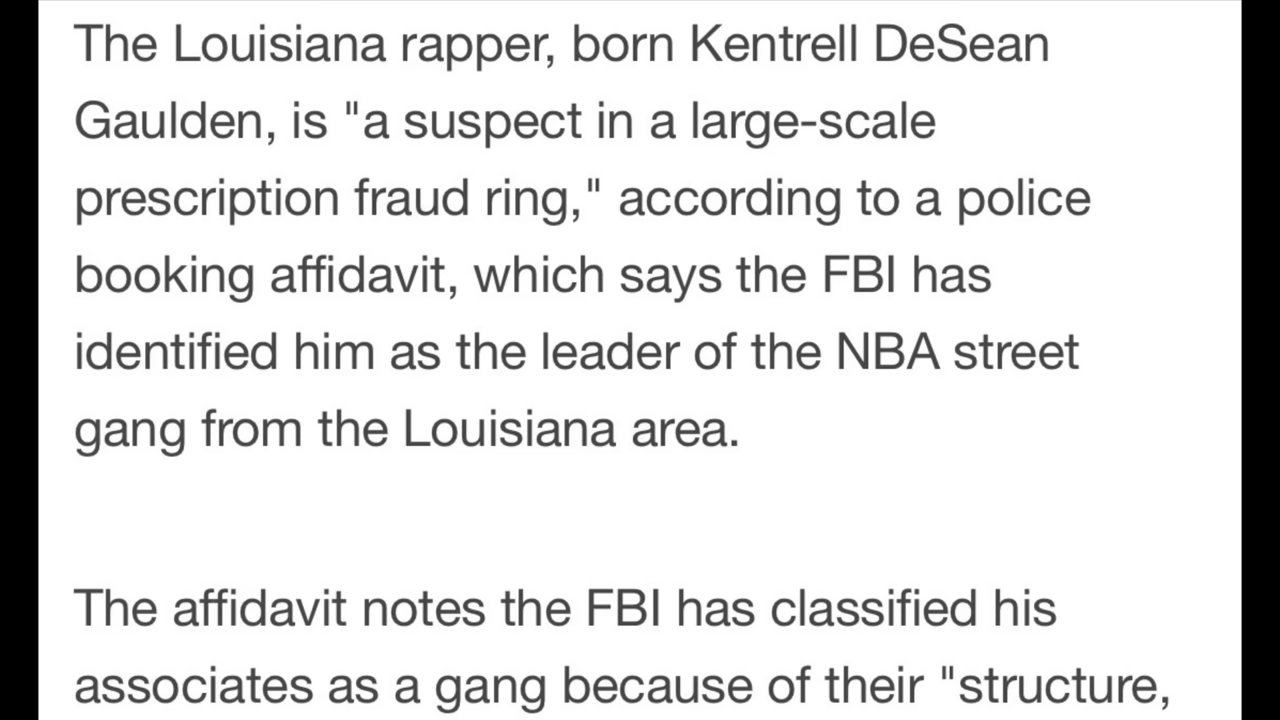 The Louisiana rapper, born Kentrell DeSean
Gaulden, is "a suspect in a large-scale
prescription fraud ring," according to a police
booking affidavit, which says the FBI has
identified him as the leader of the NBA street
gang from the Louisiana area.
The affidavit notes the FBI has classified his
associates as a gang because of their "structure,